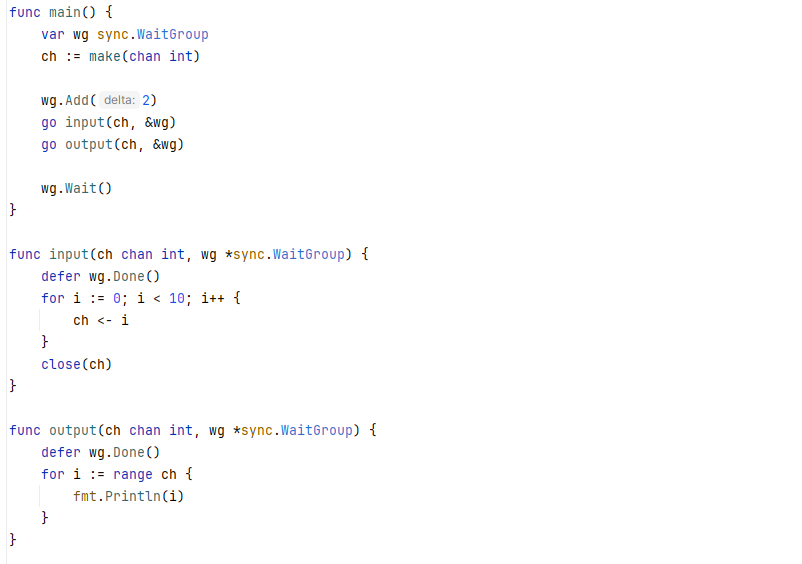 func main() {
    var wg sync.WaitGroup
    ch := make(chan int)

    wg.Add( delta: 2)
    go input(ch, &wg)
    go output(ch, &wg)

    wg.Wait()
}

func input(ch chan int, wg *sync.WaitGroup) {
    defer wg.Done()
    for i := 0; i < 10; i++ {
        ch <- i
    }
    close(ch)
}

func output(ch chan int, wg *sync.WaitGroup) {
    defer wg.Done()
    for i := range ch {
        fmt.Println(i)
    }
}